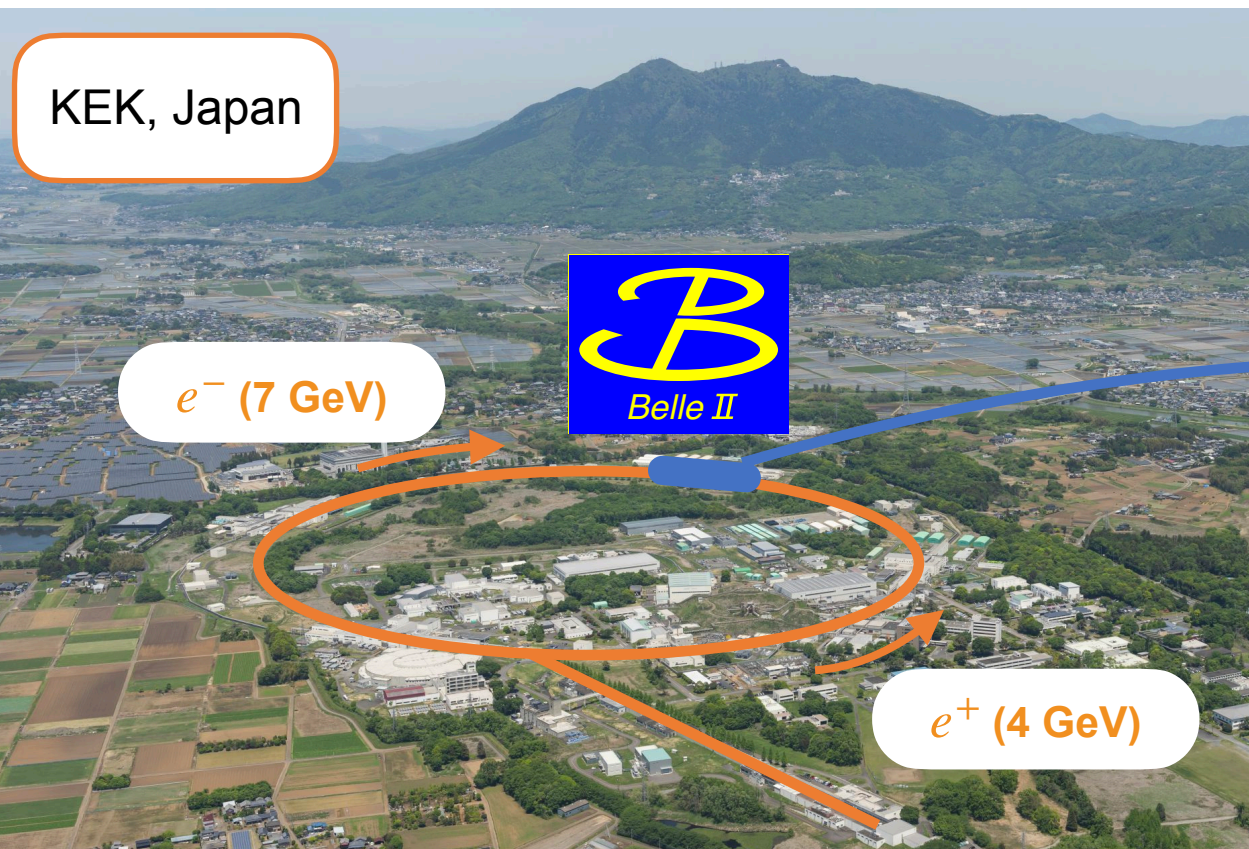 KEK, Japan
Belle II
e⁻ (7 GeV)
e⁺ (4 GeV)